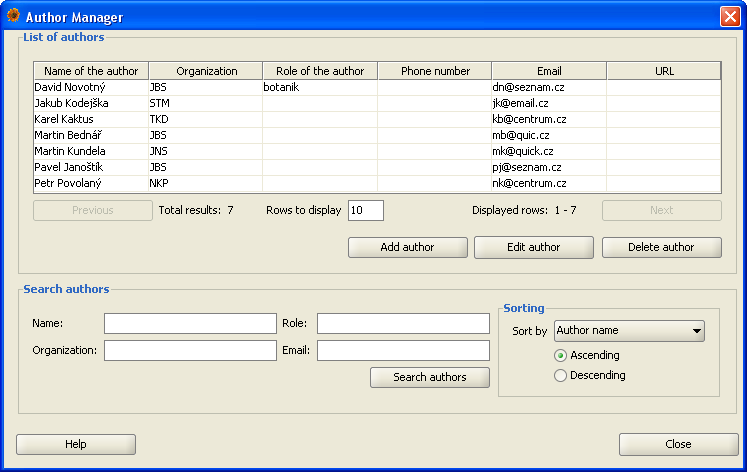 Author Manager
List of authors
Name of the author Organization Role of the author Phone number Email URL
David Novotný JBS botanik dn@seznam.cz
Jakub Kodejška STM jk@email.cz
Karel Kaktus TKD kb@centrum.cz
Martin Bednář JBS mb@quic.cz
Martin Kundela JNS mk@quick.cz
Pavel Janoštík JBS pj@seznam.cz
Petr Povolaný NKP nk@centrum.cz
Previous Total results: 7 Rows to display 10 Displayed rows: 1 - 7 Next
Add author Edit author Delete author
Search authors
Name: Role:
Organization: Email:
Search authors
Sorting
Sort by Author name
Ascending
Descending
Help Close